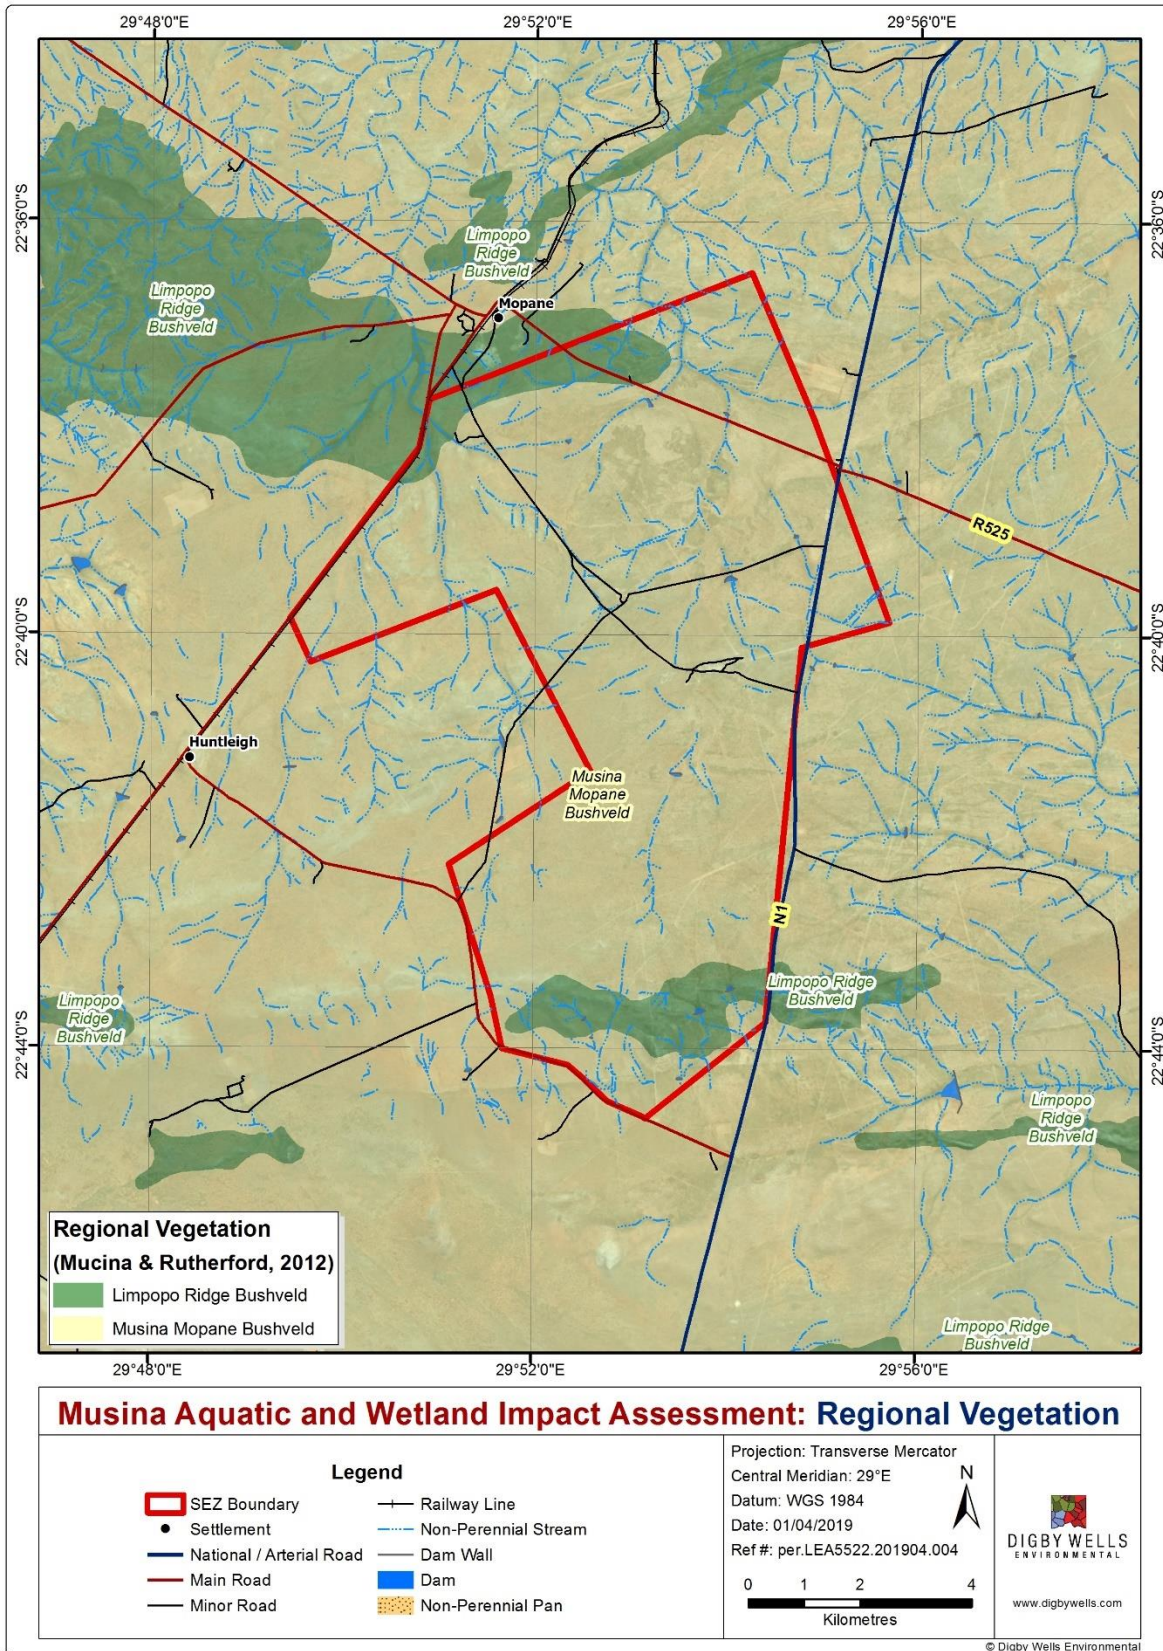 29°48'0"E
29°52'0"E
29°56'0"E
22°36'0"S
22°36'0"S
Limpopo
Ridge
Bushveld
Limpopo
Ridge
Bushveld
Mopane
R525
22°40'0"S
22°40'0"S
Huntleigh
Musina
Mopane
Bushveld
N1
Limpopo Ridge
Bushveld
Limpopo
Ridge
Bushveld
22°44'0"S
22°44'0"S
Limpopo
Ridge
Bushveld
Limpopo Ridge
Bushveld
Regional Vegetation
(Mucina & Rutherford, 2012)
Limpopo Ridge Bushveld
Musina Mopane Bushveld
29°48'0"E
29°52'0"E
29°56'0"E
Musina Aquatic and Wetland Impact Assessment: Regional Vegetation
Legend
SEZ Boundary
Settlement
National / Arterial Road
Main Road
Minor Road
Railway Line
Non-Perennial Stream
Dam Wall
Dam
Non-Perennial Pan
Projection: Transverse Mercator
Central Meridian: 29°E
Datum: WGS 1984
Date: 01/04/2019
Ref #: per.LEA5522.201904.004
N
0 1 2 4
Kilometres
DIGBY WELLS
ENVIRONMENTAL
www.digbywells.com
© Digby Wells Environmental